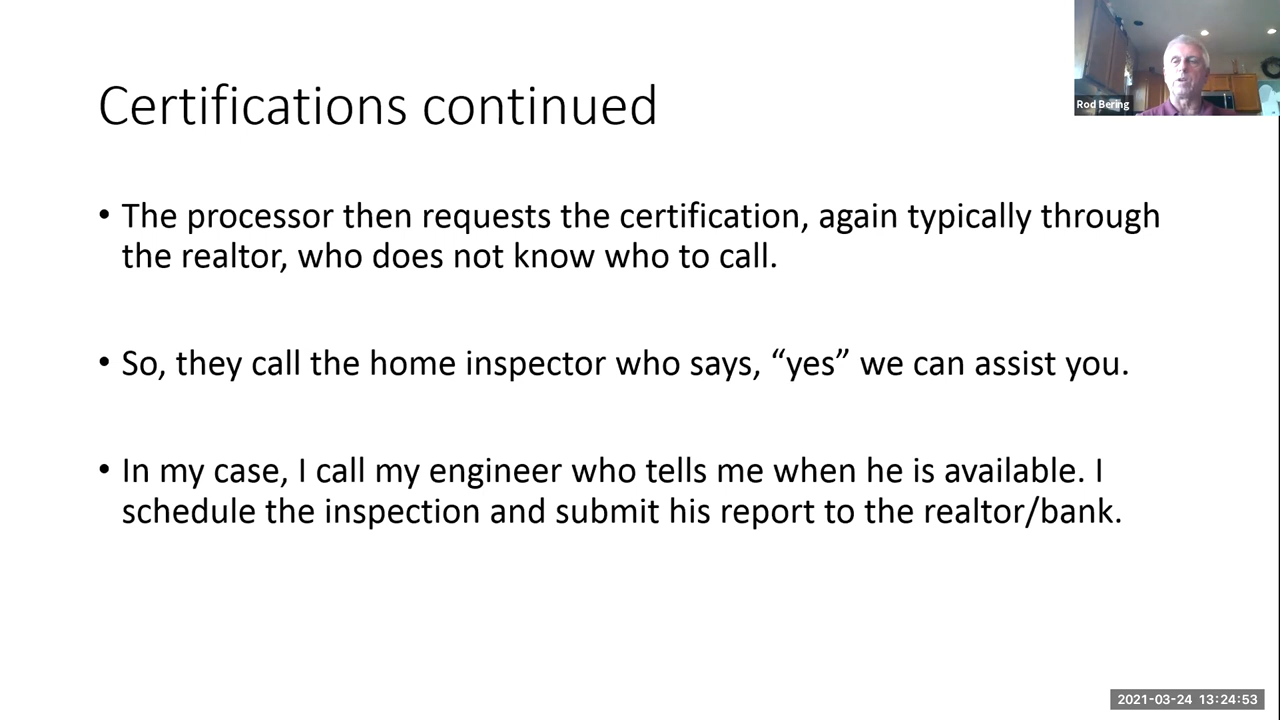 Certifications continued
Rod Bering
• The processor then requests the certification, again typically through
the realtor, who does not know who to call.
• So, they call the home inspector who says, “yes” we can assist you.
• In my case, I call my engineer who tells me when he is available. I
schedule the inspection and submit his report to the realtor/bank.
2021-03-24 13:24:53